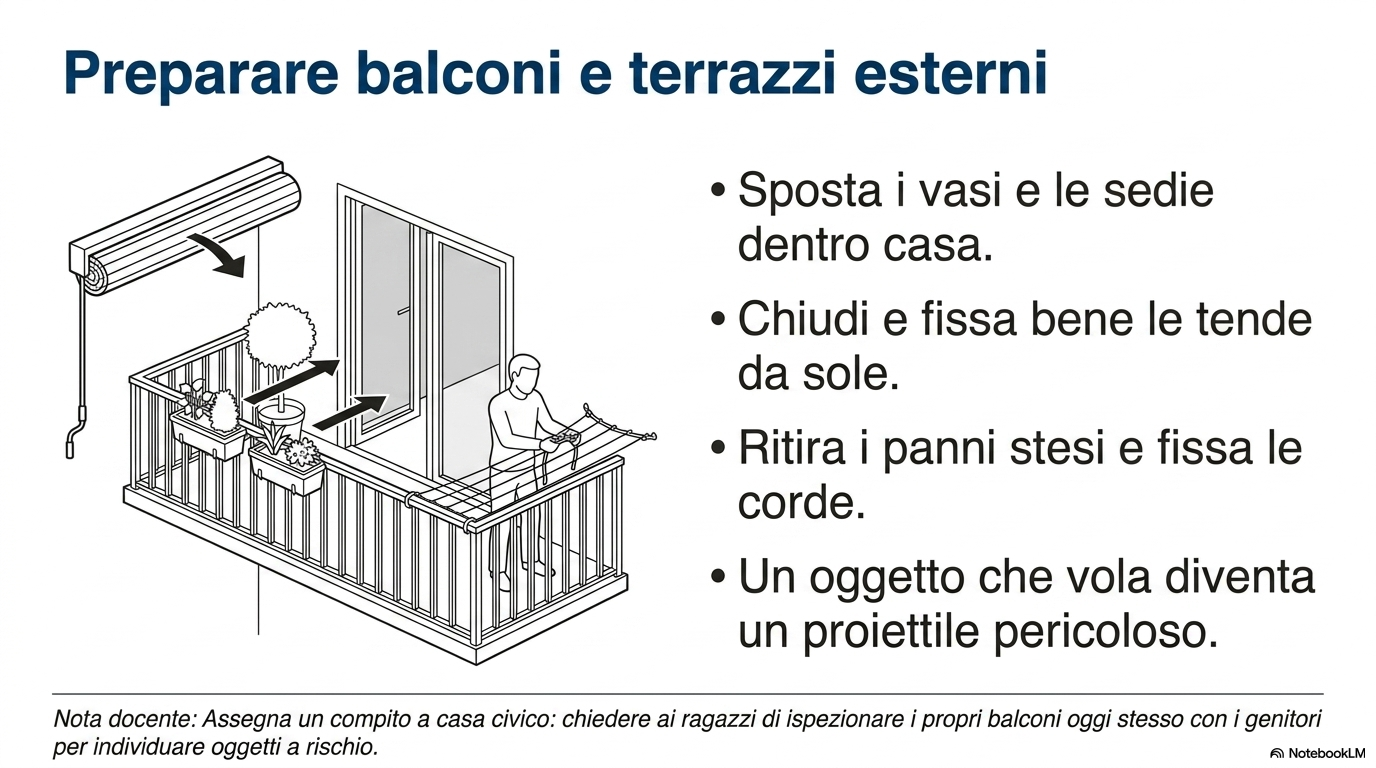 Preparare balconi e terrazzi esterni
• Sposta i vasi e le sedie
dentro casa.
• Chiudi e fissa bene le tende
da sole.
• Ritira i panni stesi e fissa le
corde.
• Un oggetto che vola diventa
un proiettile pericoloso.
Nota docente: Assegna un compito a casa civico: chiedere ai ragazzi di ispezionare i propri balconi oggi stesso con i genitori
per individuare oggetti a rischio.
NotebookLM